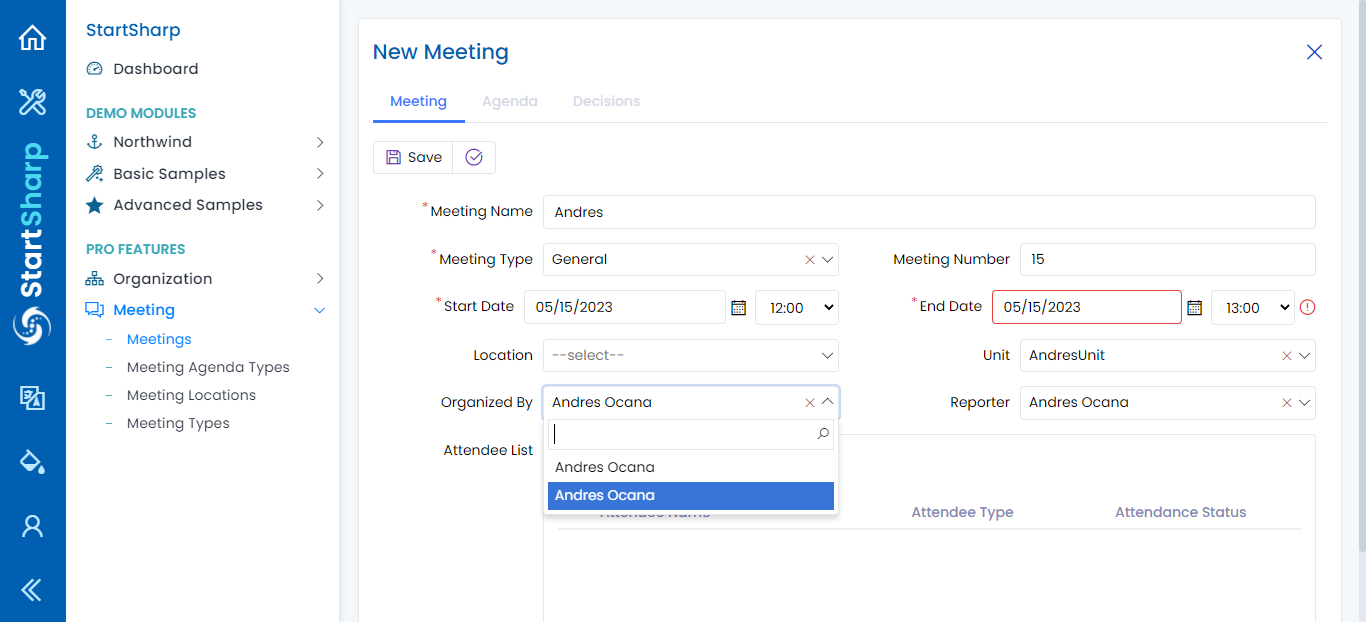 StartSharp
StartSharp
Dashboard
DEMO MODULES
Northwind
Basic Samples
Advanced Samples
PRO FEATURES
Organization
Meeting
Meetings
Meeting Agenda Types
Meeting Locations
Meeting Types
New Meeting
Meeting Agenda Decisions
Save
*Meeting Name Andres
*Meeting Type General Meeting Number 15
*Start Date 05/15/2023 12:00 *End Date 05/15/2023 13:00
Location --select-- Unit AndresUnit
Organized By Andres Ocana Reporter Andres Ocana
Attendee List
Andres Ocana
Andres Ocana
Attendee Name Attendee Type Attendance Status